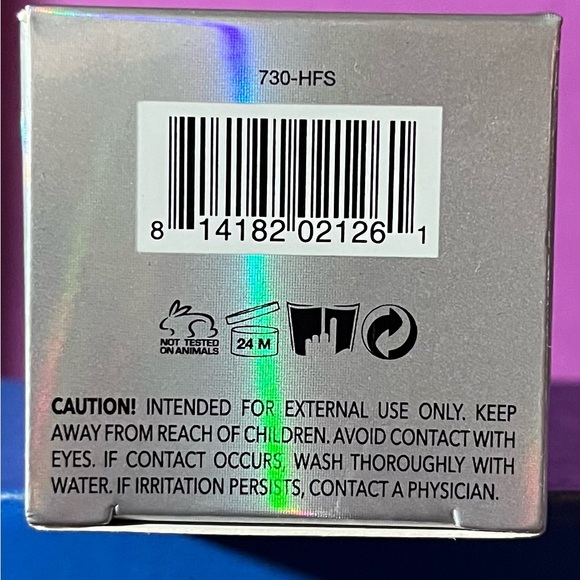 730-HFS
8 14182 02126 1
NOT TESTED
ON ANIMALS
24 M
CAUTION! INTENDED FOR EXTERNAL USE ONLY. KEEP
AWAY FROM REACH OF CHILDREN. AVOID CONTACT WITH
EYES. IF CONTACT OCCURS, WASH THOROUGHLY WITH
WATER. IF IRRITATION PERSISTS, CONTACT A PHYSICIAN.